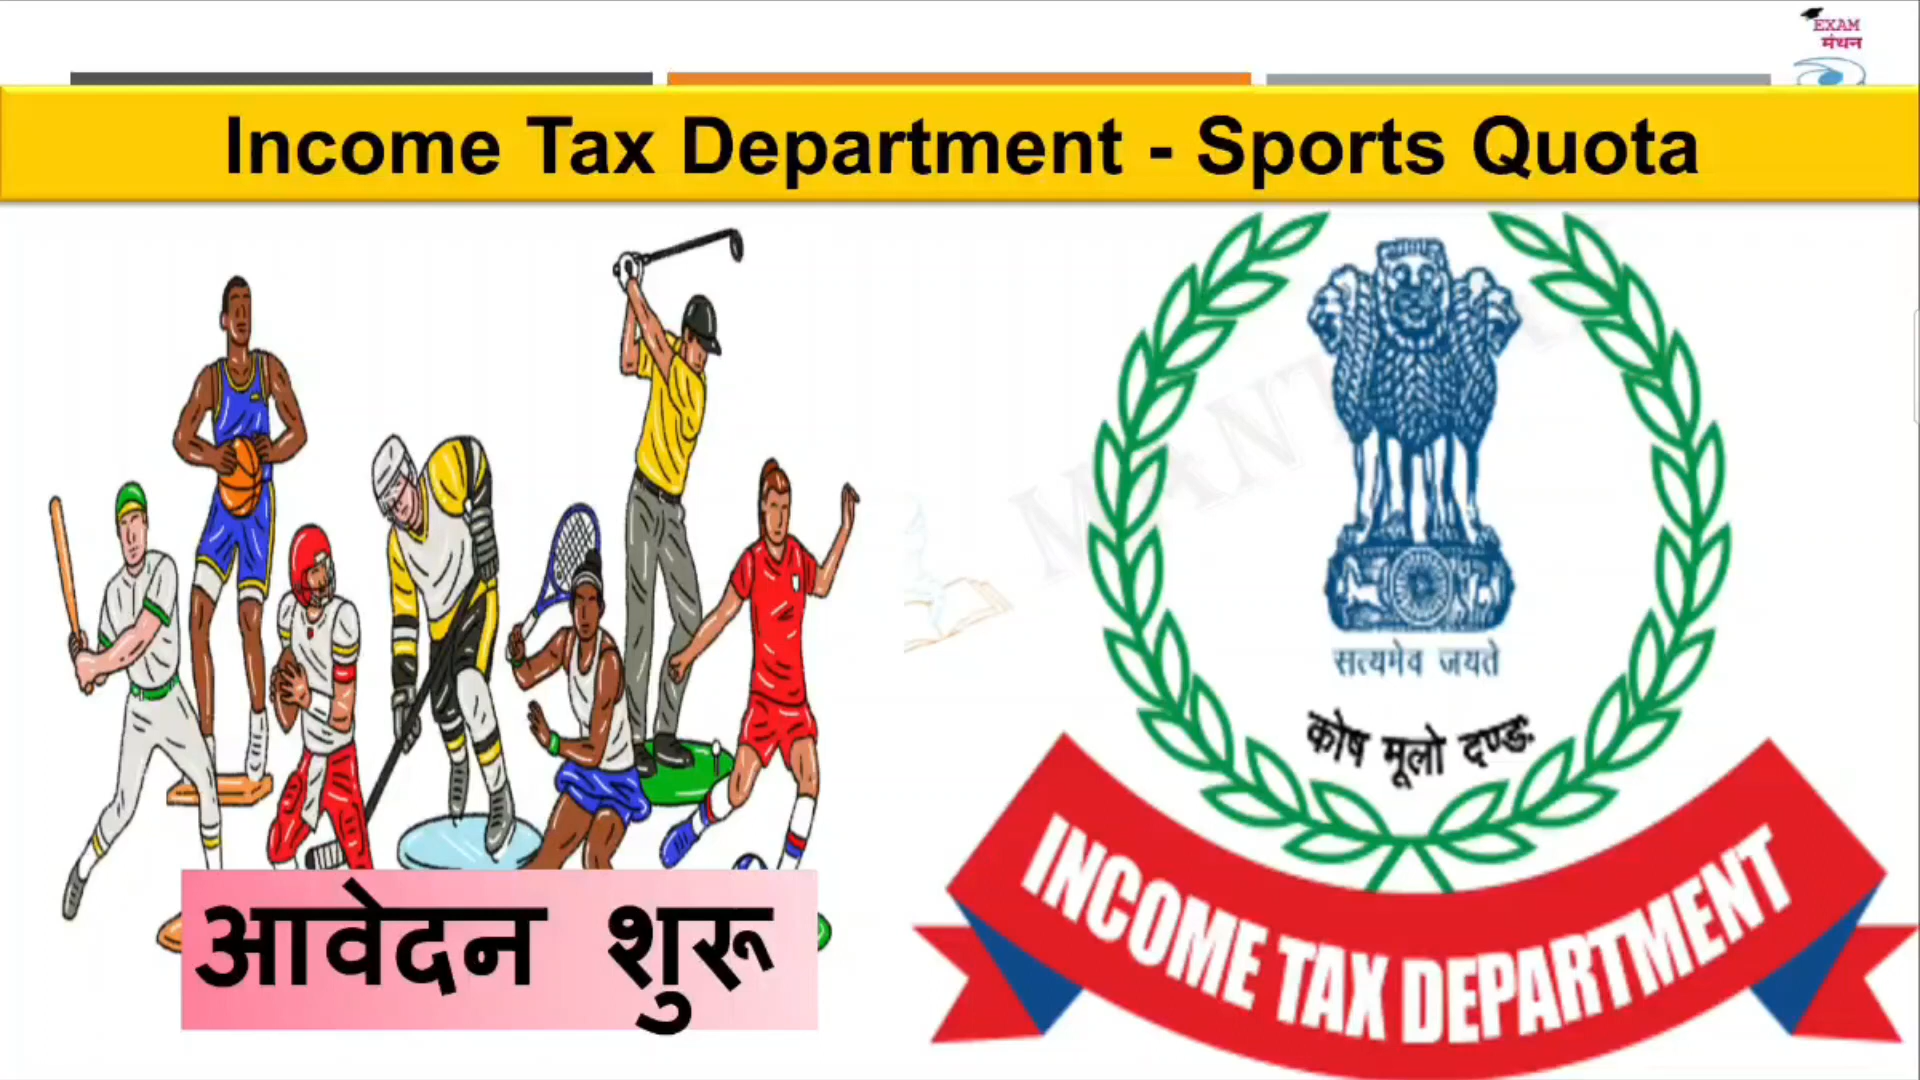 EXAM
मंथन
Income Tax Department - Sports Quota
सत्यमेव जयते
कोष मूलो दण्डः
INCOME TAX DEPARTMENT
आवेदन शुरू